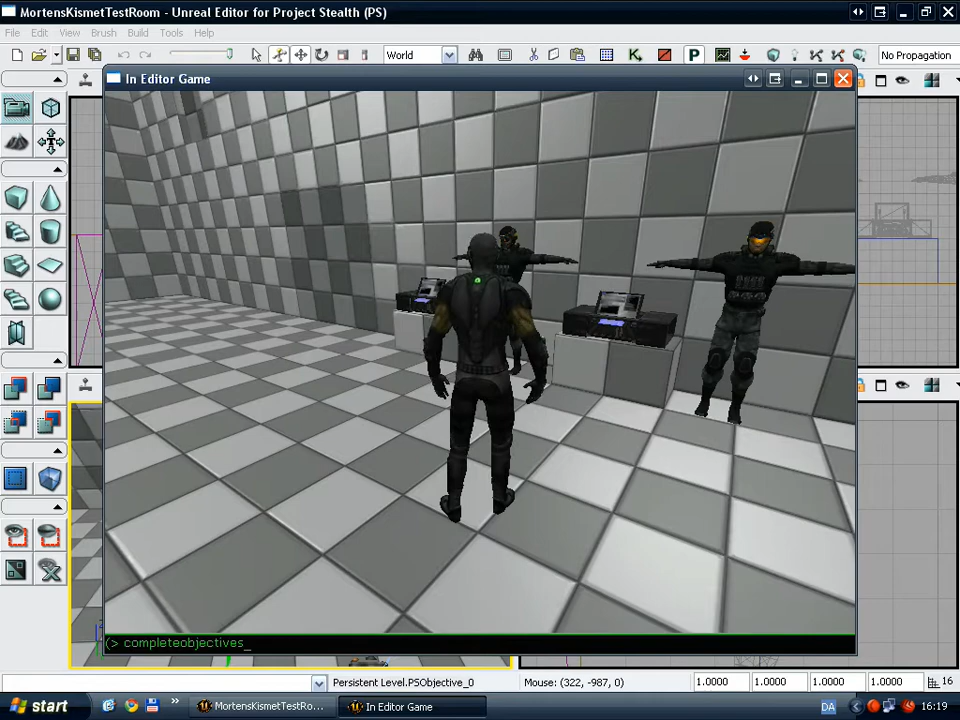 MortensKismetTestRoom - Unreal Editor for Project Stealth (PS)
File Edit View Brush Build Tools Help
World
P
No Propagation
In Editor Game
(> completeobjectives_
Persistent Level.PSObjective_0
Mouse: (322, -987, 0)
1.0000
1.0000
1.0000
1.0000
16
start
MortensKismetTestRo...
In Editor Game
DA
16:19